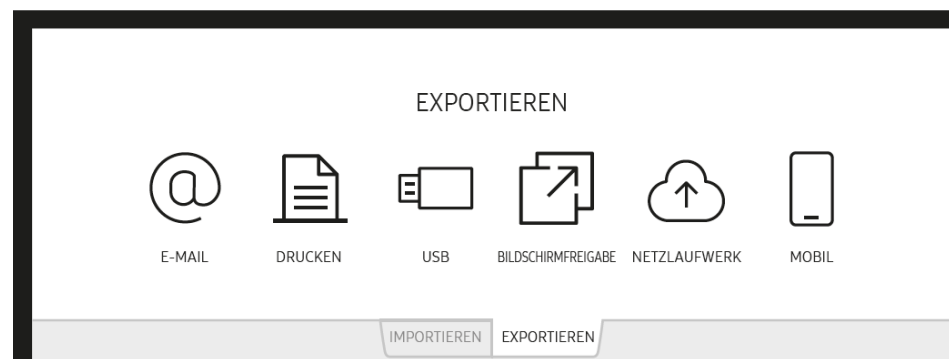 EXPORTIEREN
E-MAIL DRUCKEN USB BILDSCHIRMFREIGABE NETZLAUFWERK MOBIL
IMPORTIEREN EXPORTIEREN